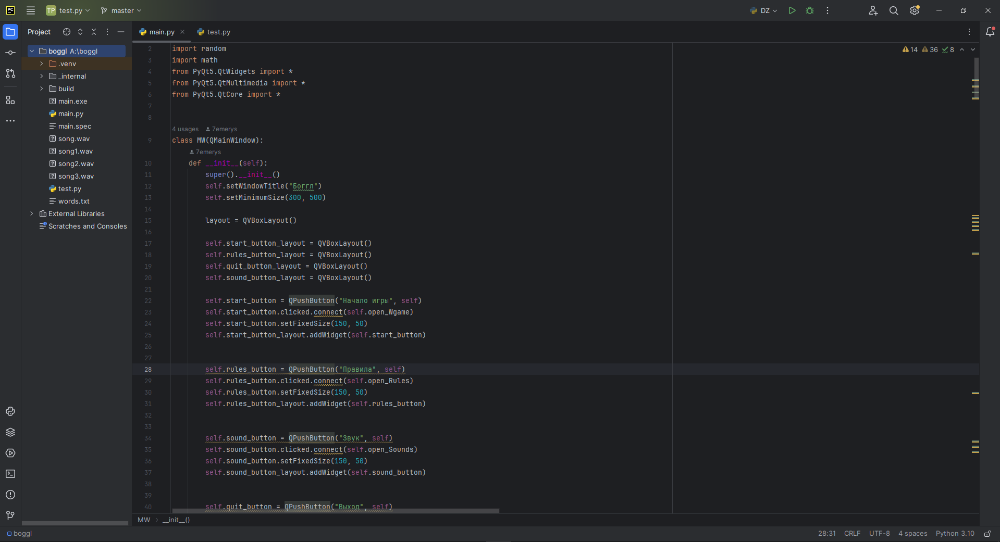 PC TP test.py master DZ
Project
main.py test.py
boggl A:\boggl
.venv
_internal
build
main.exe
main.py
main.spec
song.wav
song1.wav
song2.wav
song3.wav
test.py
words.txt
External Libraries
Scratches and Consoles
14 36 8
2 import random
3 import math
4 from PyQt5.QtWidgets import *
5 from PyQt5.QtMultimedia import *
6 from PyQt5.QtCore import *
7
8
4 usages 7emerys
9 class MW(QMainWindow):
7emerys
10 def __init__(self):
11 super().__init__()
12 self.setWindowTitle("Боггл")
13 self.setMinimumSize(300, 500)
14
15 layout = QVBoxLayout()
16
17 self.start_button_layout = QVBoxLayout()
18 self.rules_button_layout = QVBoxLayout()
19 self.quit_button_layout = QVBoxLayout()
20 self.sound_button_layout = QVBoxLayout()
21
22 self.start_button = QPushButton("Начало игры", self)
23 self.start_button.clicked.connect(self.open_Wgame)
24 self.start_button.setFixedSize(150, 50)
25 self.start_button_layout.addWidget(self.start_button)
26
27
28 self.rules_button = QPushButton("Правила", self)
29 self.rules_button.clicked.connect(self.open_Rules)
30 self.rules_button.setFixedSize(150, 50)
31 self.rules_button_layout.addWidget(self.rules_button)
32
33
34 self.sound_button = QPushButton("Звук", self)
35 self.sound_button.clicked.connect(self.open_Sounds)
36 self.sound_button.setFixedSize(150, 50)
37 self.sound_button_layout.addWidget(self.sound_button)
38
39
40 self.quit_button = QPushButton("Выход", self)
MW › __init__()
boggl
28:31 CRLF UTF-8 4 spaces Python 3.10